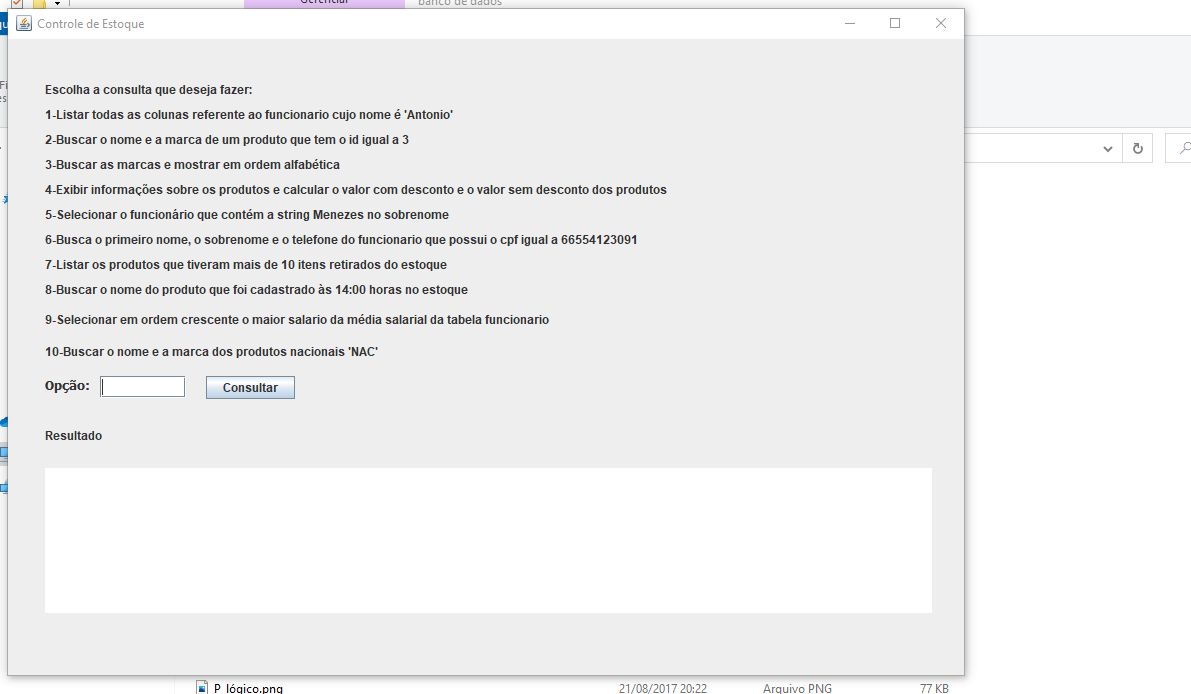 banco de dados
Controle de Estoque
Escolha a consulta que deseja fazer:
1-Listar todas as colunas referente ao funcionario cujo nome é 'Antonio'
2-Buscar o nome e a marca de um produto que tem o id igual a 3
3-Buscar as marcas e mostrar em ordem alfabética
4-Exibir informações sobre os produtos e calcular o valor com desconto e o valor sem desconto dos produtos
5-Selecionar o funcionário que contém a string Menezes no sobrenome
6-Busca o primeiro nome, o sobrenome e o telefone do funcionario que possui o cpf igual a 66554123091
7-Listar os produtos que tiveram mais de 10 itens retirados do estoque
8-Buscar o nome do produto que foi cadastrado às 14:00 horas no estoque
9-Selecionar em ordem crescente o maior salario da média salarial da tabela funcionario
10-Buscar o nome e a marca dos produtos nacionais 'NAC'
Opção: Consultar
Resultado
P_lógico.png 21/08/2017 20:22 Arquivo PNG 77 KB